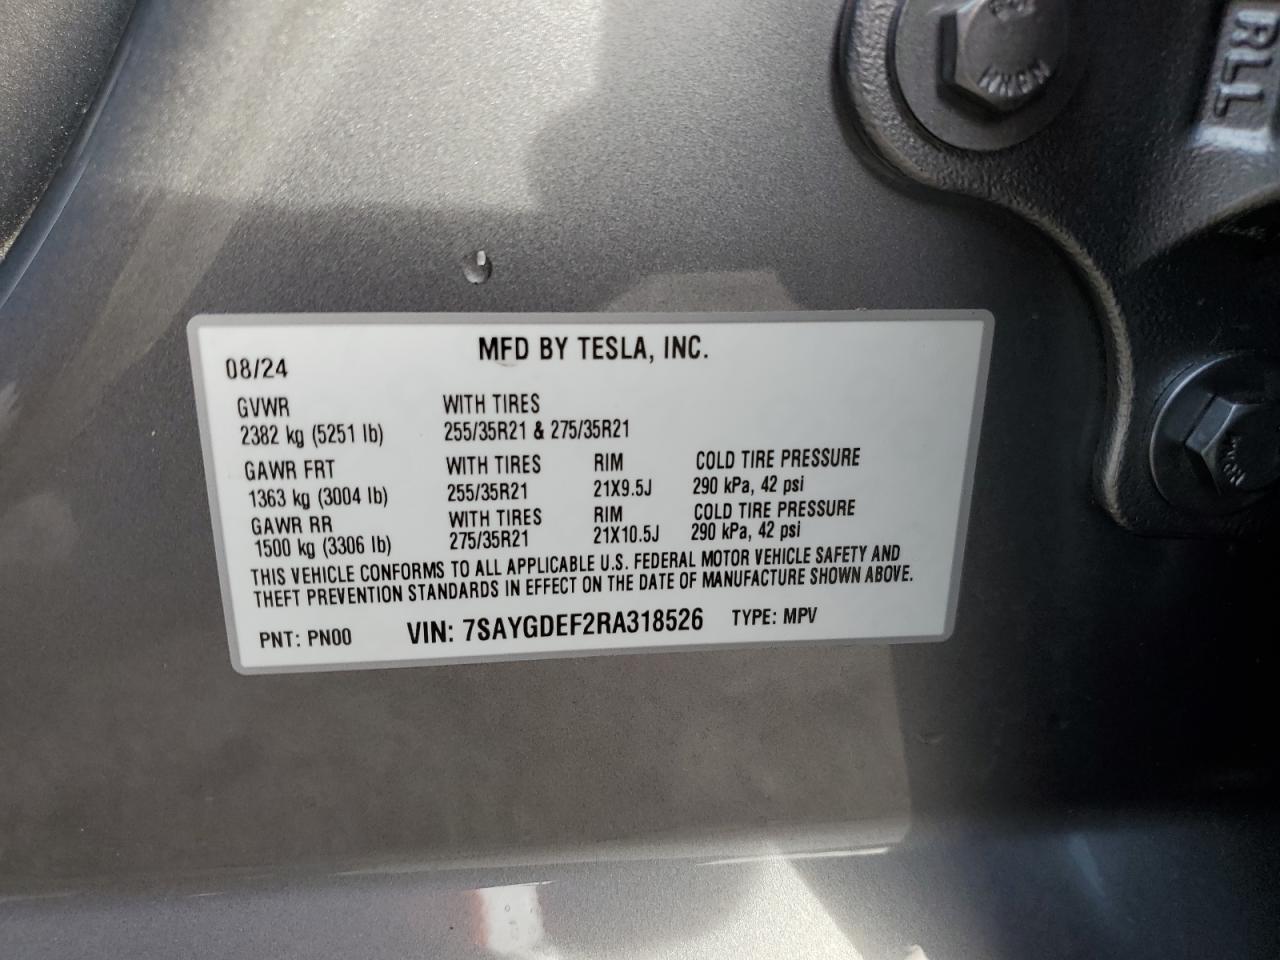 RLL
MFD BY TESLA, INC.
08/24
GVWR WITH TIRES
2382 kg (5251 lb) 255/35R21 & 275/35R21
GAWR FRT WITH TIRES RIM COLD TIRE PRESSURE
1363 kg (3004 lb) 255/35R21 21X9.5J 290 kPa, 42 psi
GAWR RR WITH TIRES RIM COLD TIRE PRESSURE
1500 kg (3306 lb) 275/35R21 21X10.5J 290 kPa, 42 psi
THIS VEHICLE CONFORMS TO ALL APPLICABLE U.S. FEDERAL MOTOR VEHICLE SAFETY AND
THEFT PREVENTION STANDARDS IN EFFECT ON THE DATE OF MANUFACTURE SHOWN ABOVE.
PNT: PN00 VIN: 7SAYGDEF2RA318526 TYPE: MPV